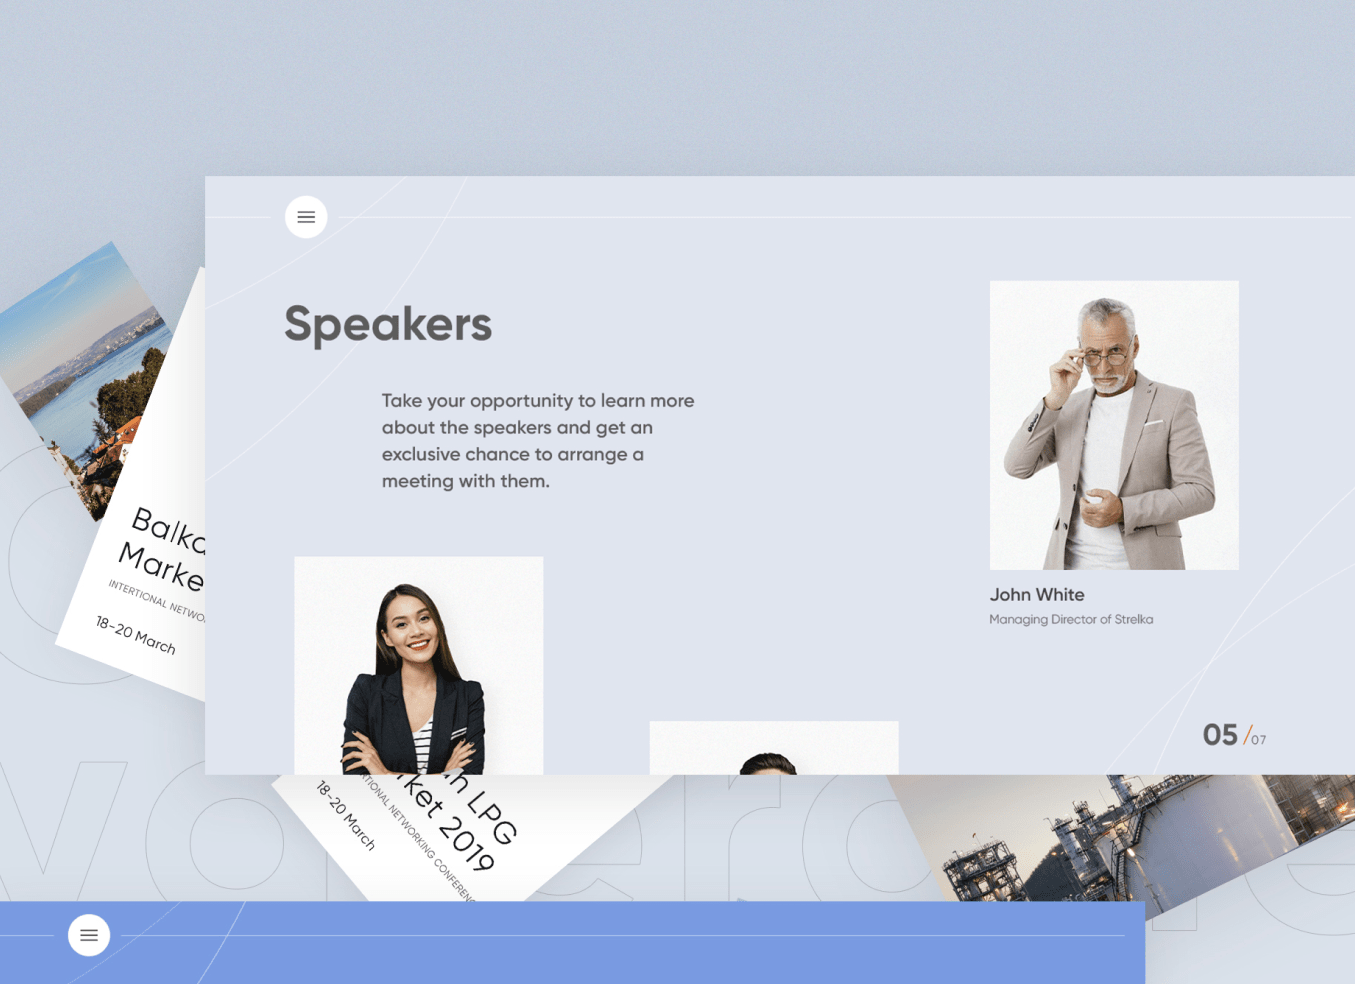 Speakers
Take your opportunity to learn more
about the speakers and get an
exclusive chance to arrange a
meeting with them.
John White
Managing Director of Strelka
05 /07
Balka
Marke
INTERTIONAL NETWO
18-20 March
h LPG
ket 2019
RTIONAL NETWORKING CONFEREN
18-20 March